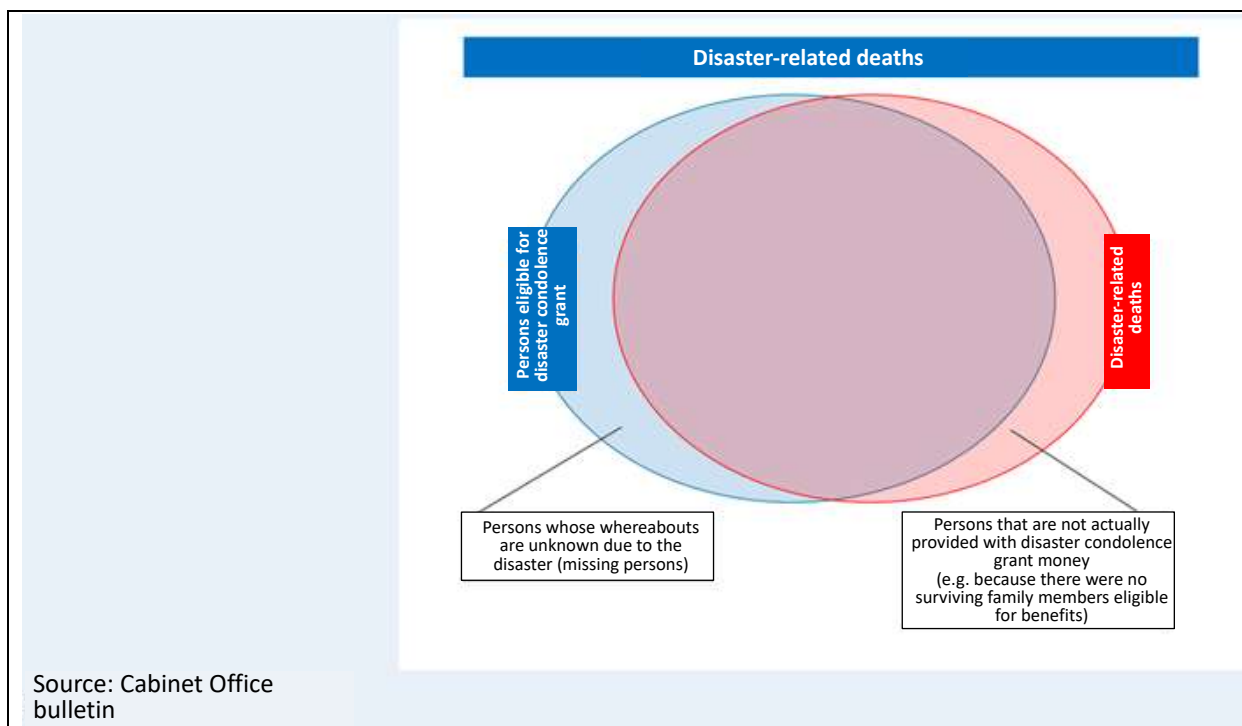 Disaster-related deaths
Persons eligible for
disaster condolence
grant
Disaster-related
deaths
Persons whose whereabouts
are unknown due to the
disaster (missing persons)
Persons that are not actually
provided with disaster condolence
grant money
(e.g. because there were no
surviving family members eligible
for benefits)
Source: Cabinet Office
bulletin